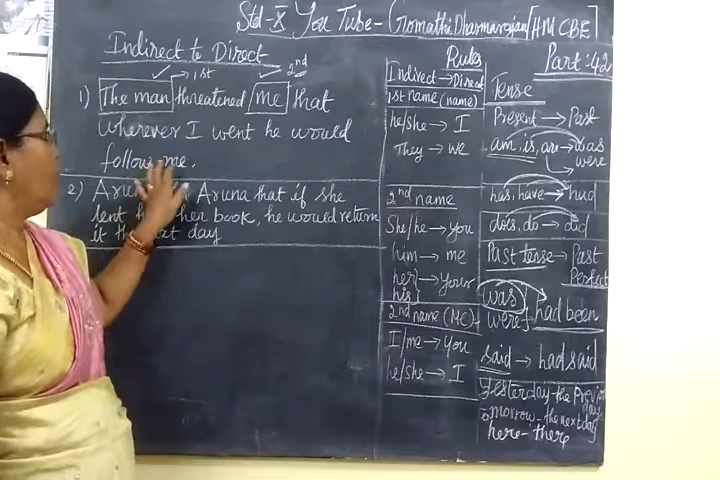 Std-X You Tube - Gomathi Dharmarajan [HM CBE]
Indirect to Direct
Part: 42
1st 2nd
1) The man threatened me that
wherever I went he would
follow me.
2) Arun Aruna that if she
lent her book, he would return
it day
Rules
Indirect → Direct
1st name (name)
he/she → I
They → we
2nd name
She/he → you
him → me
her → your
his
2nd name (Me)
I/me → you
he/she → I
Tense
Present → Past
am, is, are → was
were
has, have → had
does, do → did
Past tense → Past
Perfect
was
were had been
said → had said
Yesterday - the Previous
day
tomorrow - the next day
here - there